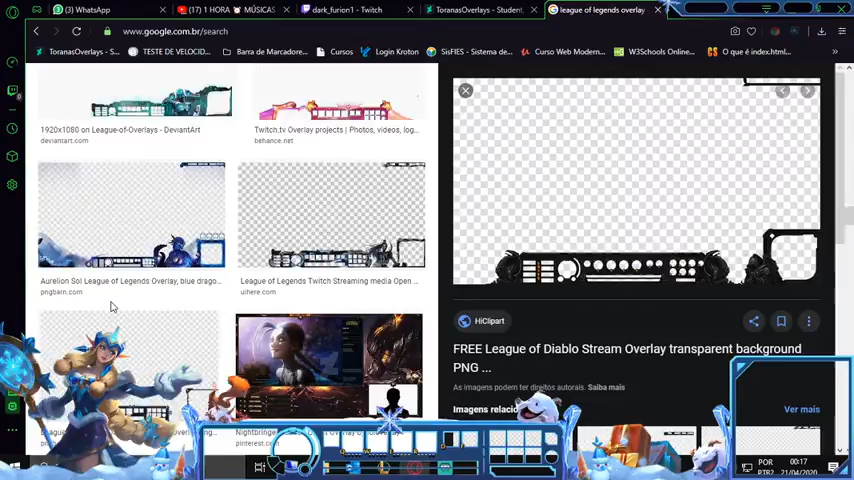 (3) WhatsApp
(17) 1 HORA
MÚSICAS
dark_furion1 - Twitch
ToranasOverlays - Student
league of legends overlay
www.google.com.br/search
ToranasOverlays - S...
TESTE DE VELOCID...
Barra de Marcadore...
Cursos
Login Kroton
SisFIES - Sistema de...
Curso Web Modern...
W3Schools Online...
O que é index.html...
1920x1080 on League-of-Overlays - DeviantArt
deviantart.com
Twitch.tv Overlay projects | Photos, videos, log...
behance.net
Aurelion Sol League of Legends Overlay, blue drago...
pngbarn.com
League of Legends Twitch Streaming media Open ...
uihere.com
HiClipart
FREE League of Diablo Stream Overlay transparent background
PNG ...
As imagens podem ter direitos autorais. Saiba mais
Imagens relacio
Ver mais
pinterest.com
POR
PTB2
00:17
21/04/2020